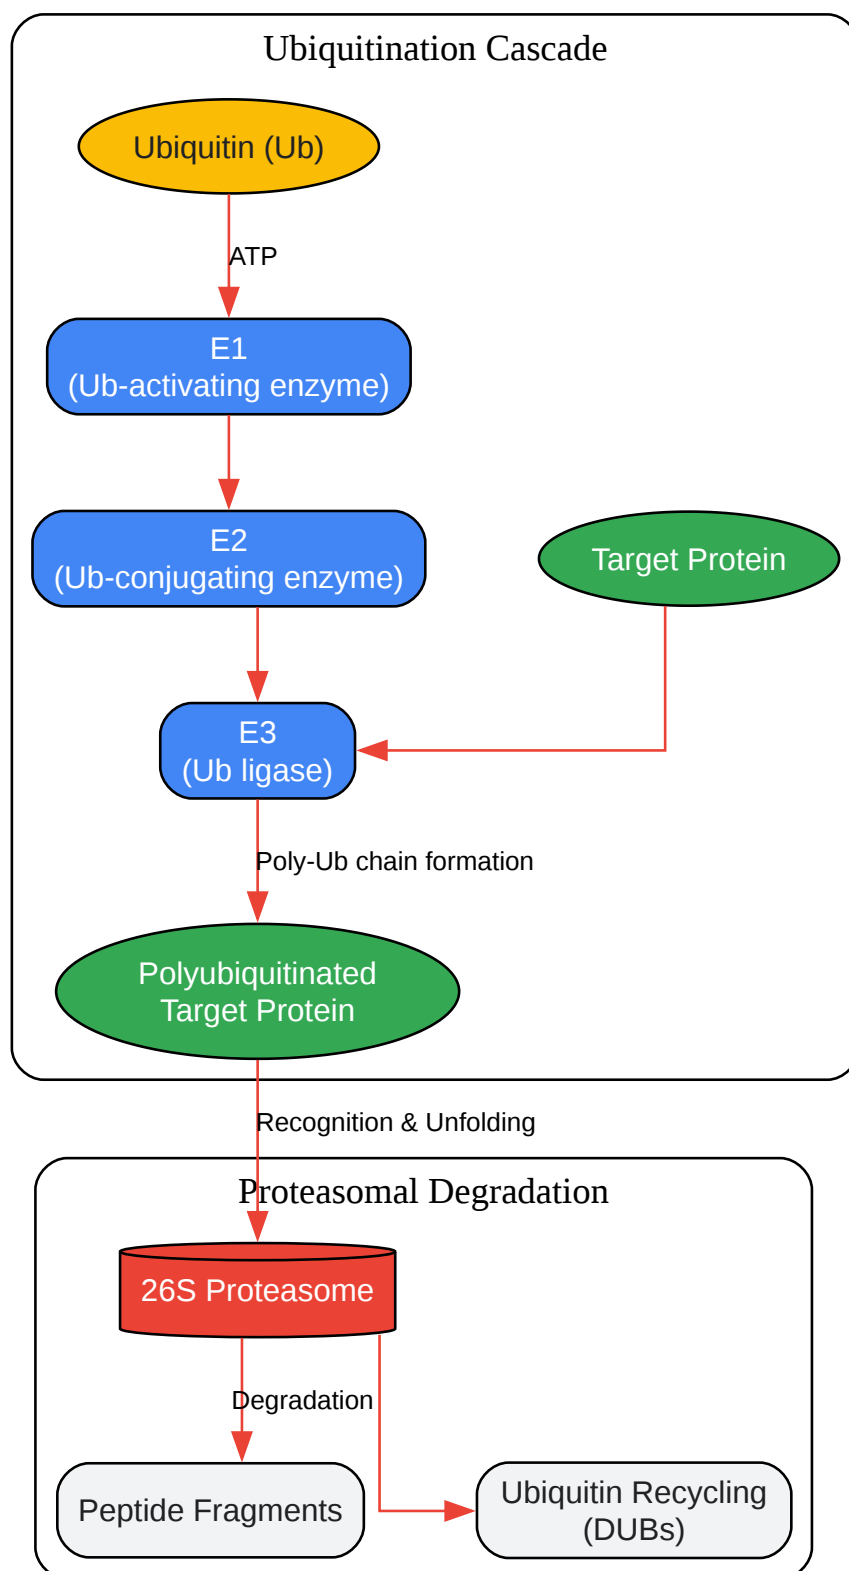 Ubiquitination Cascade
Ubiquitin (Ub)
ATP
E1
(Ub-activating enzyme)
E2
(Ub-conjugating enzyme)
Target Protein
E3
(Ub ligase)
Poly-Ub chain formation
Polyubiquitinated
Target Protein
Recognition & Unfolding
Proteasomal Degradation
26S Proteasome
Degradation
Peptide Fragments
Ubiquitin Recycling
(DUBs)